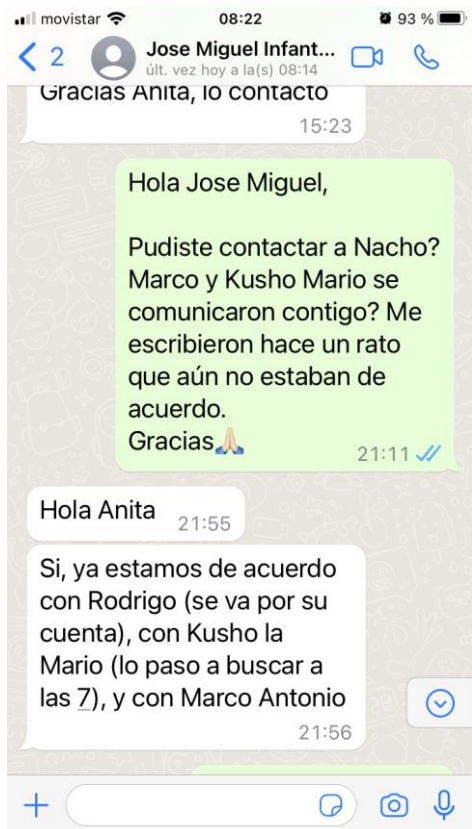 movistar 08:22 93 %
2 Jose Miguel Infant...
últ. vez hoy a la(s) 08:14
Gracias Anita, lo contacto
15:23
Hola Jose Miguel,
Pudiste contactar a Nacho?
Marco y Kusho Mario se
comunicaron contigo? Me
escribieron hace un rato
que aún no estaban de
acuerdo.
Gracias🙏🏻
21:11
Hola Anita 21:55
Si, ya estamos de acuerdo
con Rodrigo (se va por su
cuenta), con Kusho la
Mario (lo paso a buscar a
las 7), y con Marco Antonio
21:56